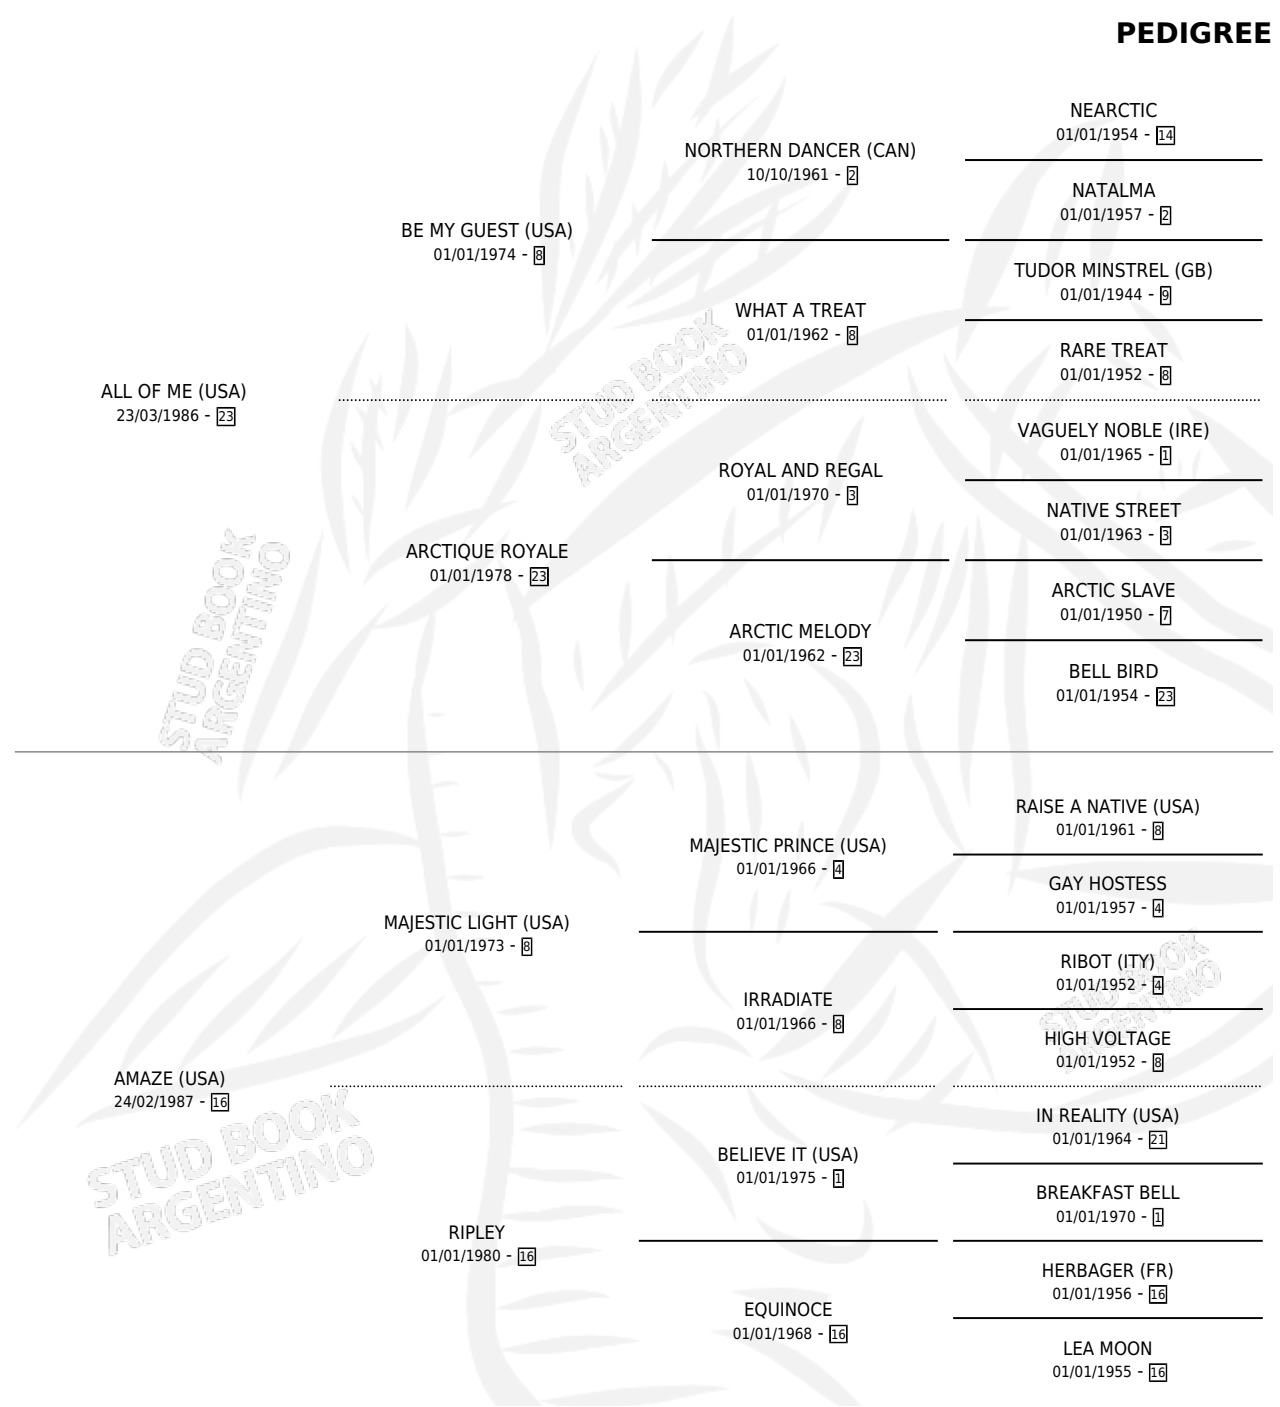 PEDIGREE
NEARCTIC
01/01/1954 - 14
NORTHERN DANCER (CAN)
10/10/1961 - 2
NATALMA
01/01/1957 - 2
BE MY GUEST (USA)
01/01/1974 - 8
TUDOR MINSTREL (GB)
01/01/1944 - 9
WHAT A TREAT
01/01/1962 - 8
RARE TREAT
01/01/1952 - 8
ALL OF ME (USA)
23/03/1986 - 23
VAGUELY NOBLE (IRE)
01/01/1965 - 1
ROYAL AND REGAL
01/01/1970 - 3
NATIVE STREET
01/01/1963 - 3
ARCTIQUE ROYALE
01/01/1978 - 23
ARCTIC SLAVE
01/01/1950 - 7
ARCTIC MELODY
01/01/1962 - 23
BELL BIRD
01/01/1954 - 23
RAISE A NATIVE (USA)
01/01/1961 - 8
MAJESTIC PRINCE (USA)
01/01/1966 - 4
GAY HOSTESS
01/01/1957 - 4
MAJESTIC LIGHT (USA)
01/01/1973 - 8
RIBOT (ITY)
01/01/1952 - 4
IRRADIATE
01/01/1966 - 8
HIGH VOLTAGE
01/01/1952 - 8
AMAZE (USA)
24/02/1987 - 16
IN REALITY (USA)
01/01/1964 - 21
BELIEVE IT (USA)
01/01/1975 - 1
BREAKFAST BELL
01/01/1970 - 1
RIPLEY
01/01/1980 - 16
HERBAGER (FR)
01/01/1956 - 16
EQUINOCE
01/01/1968 - 16
LEA MOON
01/01/1955 - 16
STUD BOOK
ARGENTINO
STUD BOOK
ARGENTINO
STUD BOOK
ARGENTINO
STUD BOOK
ARGENTINO